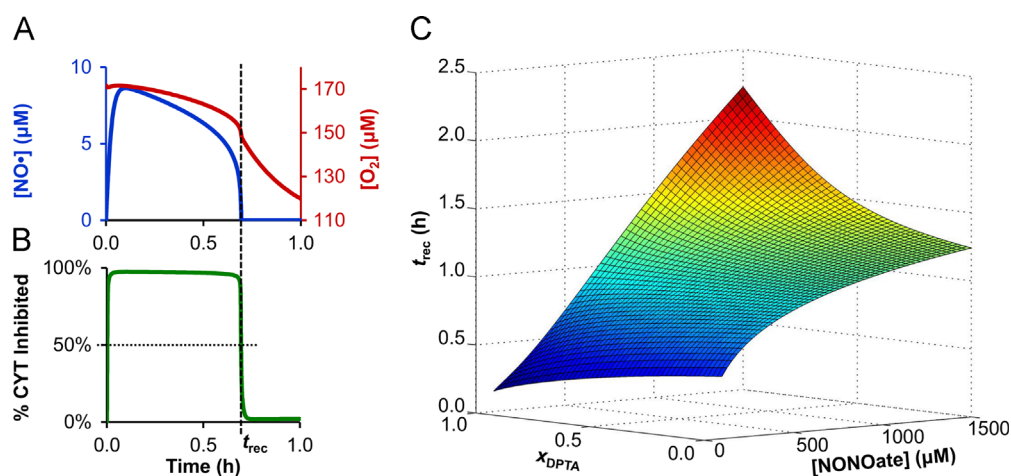 A
10
5
0
[NO•] (µM)
170
150
130
110
[O₂] (µM)
0.0
0.5
1.0
B
100%
50%
0%
% CYT Inhibited
0.0
0.5
t_rec
1.0
Time (h)
C
2.5
2.0
1.5
1.0
0.5
0.0
t_rec (h)
1.0
0.5
0.0
x_DPTA
0
500
1000
1500
[NONOate] (µM)